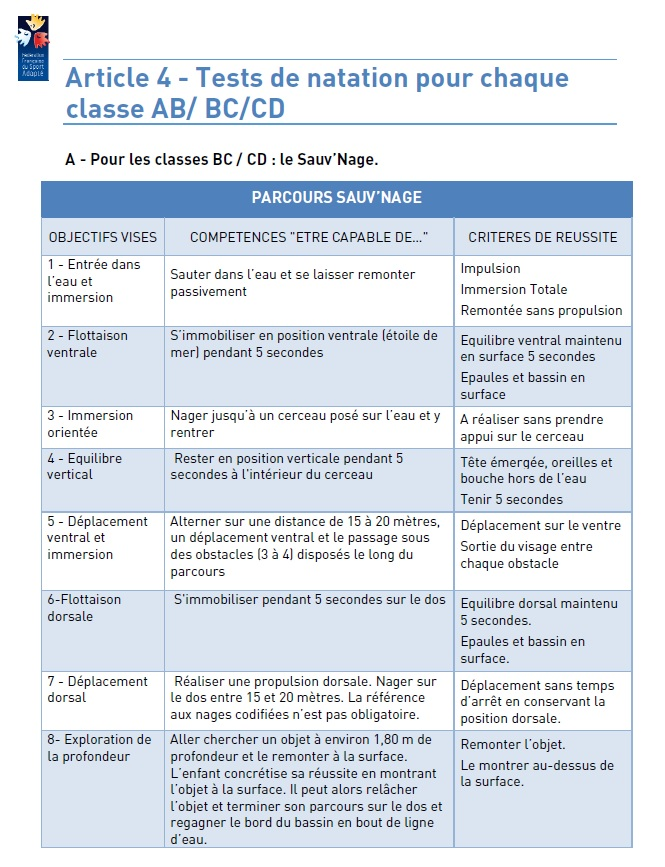 Fédération
Française
du Sport
Adapté
Article 4 - Tests de natation pour chaque
classe AB/ BC/CD
A - Pour les classes BC / CD : le Sauv’Nage.
PARCOURS SAUV’NAGE
OBJECTIFS VISES
COMPETENCES "ETRE CAPABLE DE…"
CRITERES DE REUSSITE
1 - Entrée dans
l’eau et
immersion
Sauter dans l’eau et se laisser remonter
passivement
Impulsion
Immersion Totale
Remontée sans propulsion
2 - Flottaison
ventrale
S’immobiliser en position ventrale (étoile de
mer) pendant 5 secondes
Equilibre ventral maintenu
en surface 5 secondes
Epaules et bassin en
surface
3 - Immersion
orientée
Nager jusqu’à un cerceau posé sur l’eau et y
rentrer
A réaliser sans prendre
appui sur le cerceau
4 - Equilibre
vertical
Rester en position verticale pendant 5
secondes à l'intérieur du cerceau
Tête émergée, oreilles et
bouche hors de l’eau
Tenir 5 secondes
5 - Déplacement
ventral et
immersion
Alterner sur une distance de 15 à 20 mètres,
un déplacement ventral et le passage sous
des obstacles (3 à 4) disposés le long du
parcours
Déplacement sur le ventre
Sortie du visage entre
chaque obstacle
6-Flottaison
dorsale
S'immobiliser pendant 5 secondes sur le dos
Equilibre dorsal maintenu
5 secondes.
Epaules et bassin en
surface.
7 - Déplacement
dorsal
Réaliser une propulsion dorsale. Nager sur
le dos entre 15 et 20 mètres. La référence
aux nages codifiées n’est pas obligatoire.
Déplacement sans temps
d’arrêt en conservant la
position dorsale.
8- Exploration de
la profondeur
Aller chercher un objet à environ 1,80 m de
profondeur et le remonter à la surface.
L’enfant concrétise sa réussite en montrant
l’objet à la surface. Il peut alors relâcher
l’objet et terminer son parcours sur le dos et
regagner le bord du bassin en bout de ligne
d’eau.
Remonter l’objet.
Le montrer au-dessus de
la surface.